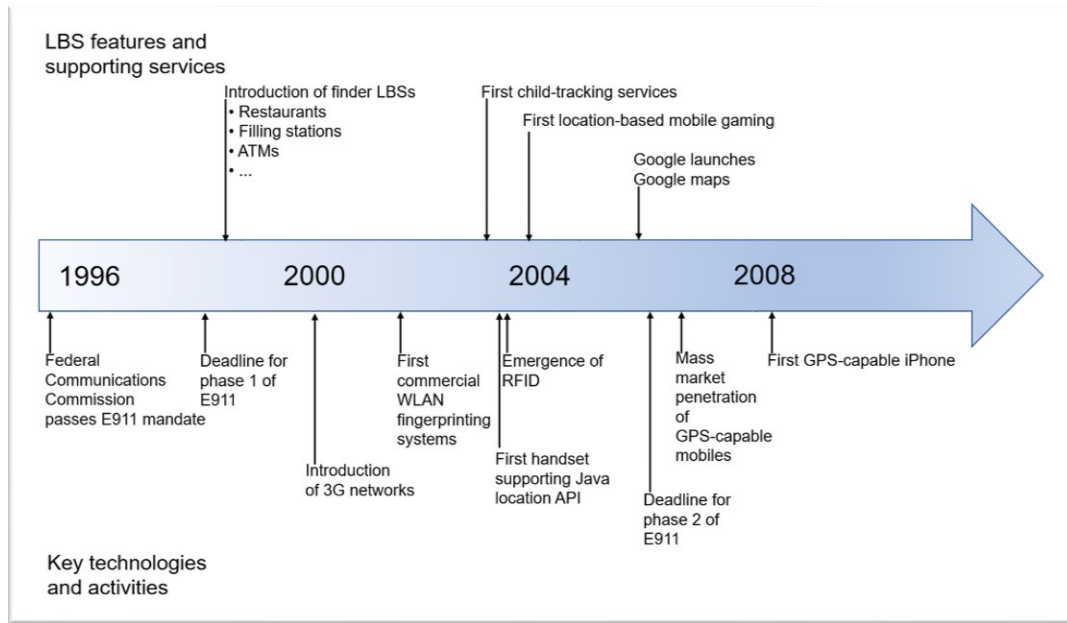 LBS features and
supporting services
Introduction of finder LBSs
• Restaurants
• Filling stations
• ATMs
• ...
First child-tracking services
First location-based mobile gaming
Google launches
Google maps
1996
2000
2004
2008
Federal
Communications
Commission
passes E911 mandate
Deadline for
phase 1 of
E911
Introduction
of 3G networks
First
commercial
WLAN
fingerprinting
systems
Emergence of
RFID
First handset
supporting Java
location API
Deadline for
phase 2 of
E911
Mass
market
penetration
of
GPS-capable
mobiles
First GPS-capable iPhone
Key technologies
and activities